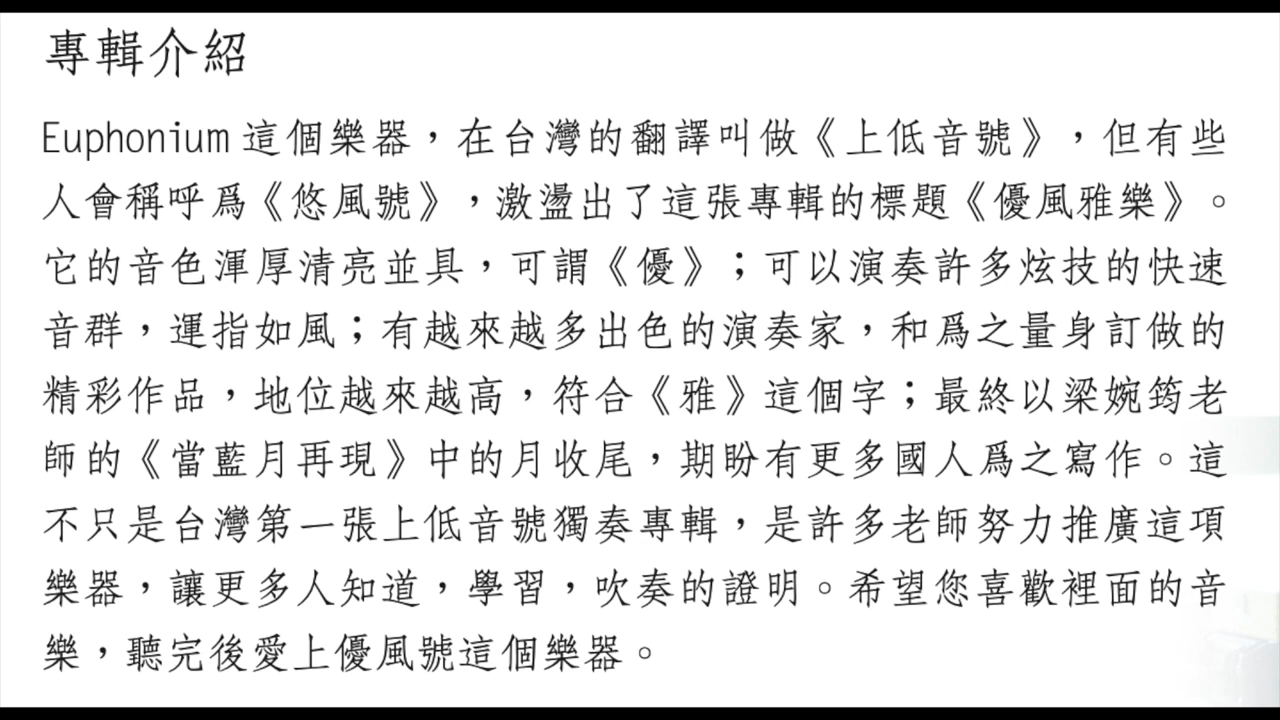 專輯介紹
Euphonium 這個樂器，在台灣的翻譯叫做《上低音號》，但有些
人會稱呼爲《悠風號》，激盪出了這張專輯的標題《優風雅樂》。
它的音色渾厚清亮並具，可謂《優》；可以演奏許多炫技的快速
音群，運指如風；有越來越多出色的演奏家，和爲之量身訂做的
精彩作品，地位越來越高，符合《雅》這個字；最終以梁婉筠老
師的《當藍月再現》中的月收尾，期盼有更多國人爲之寫作。這
不只是台灣第一張上低音號獨奏專輯，是許多老師努力推廣這項
樂器，讓更多人知道，學習，吹奏的證明。希望您喜歡裡面的音
樂，聽完後愛上優風號這個樂器。